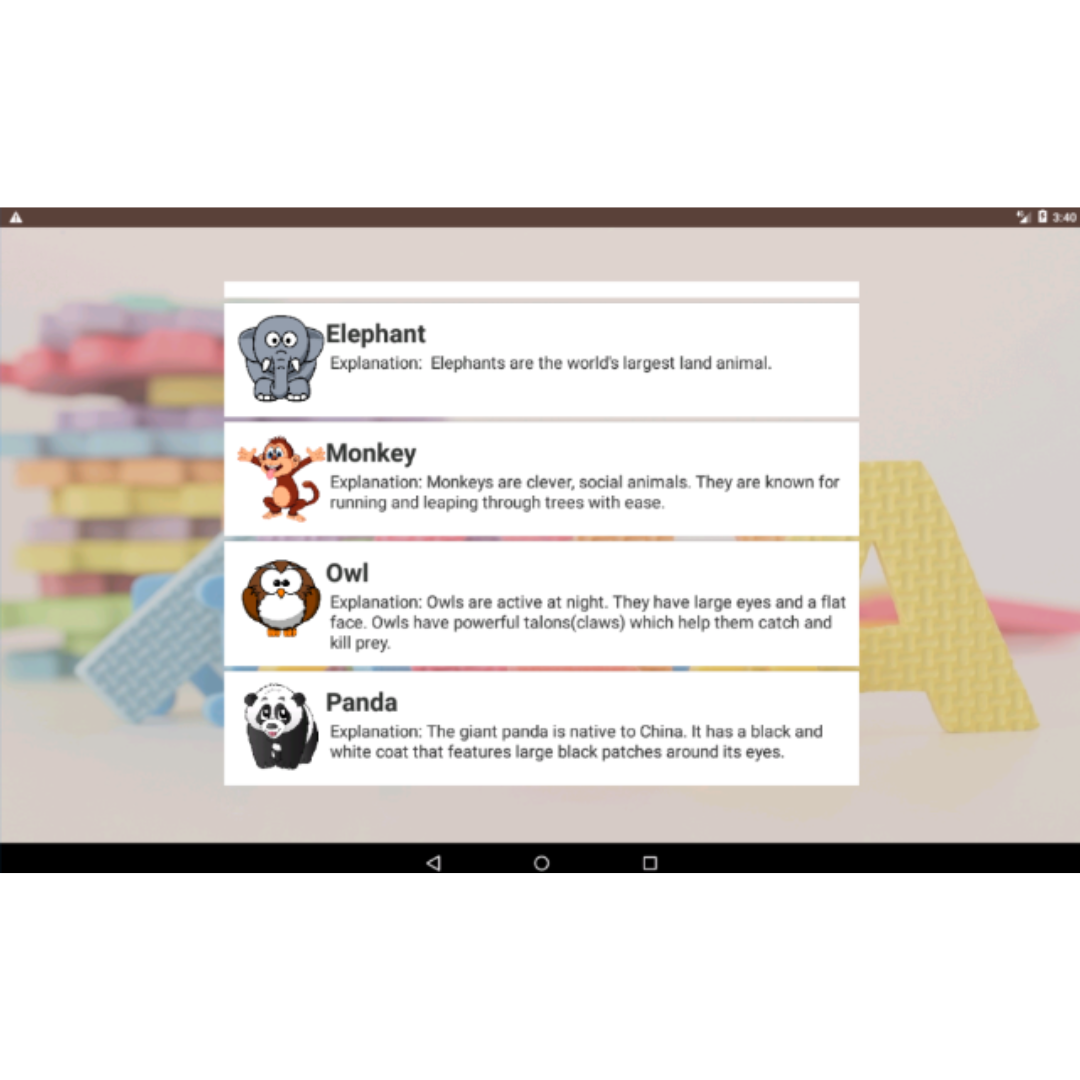 3:40
Elephant
Explanation:  Elephants are the world's largest land animal.
Monkey
Explanation: Monkeys are clever, social animals. They are known for
running and leaping through trees with ease.
Owl
Explanation: Owls are active at night. They have large eyes and a flat
face. Owls have powerful talons(claws) which help them catch and
kill prey.
Panda
Explanation: The giant panda is native to China. It has a black and
white coat that features large black patches around its eyes.
A